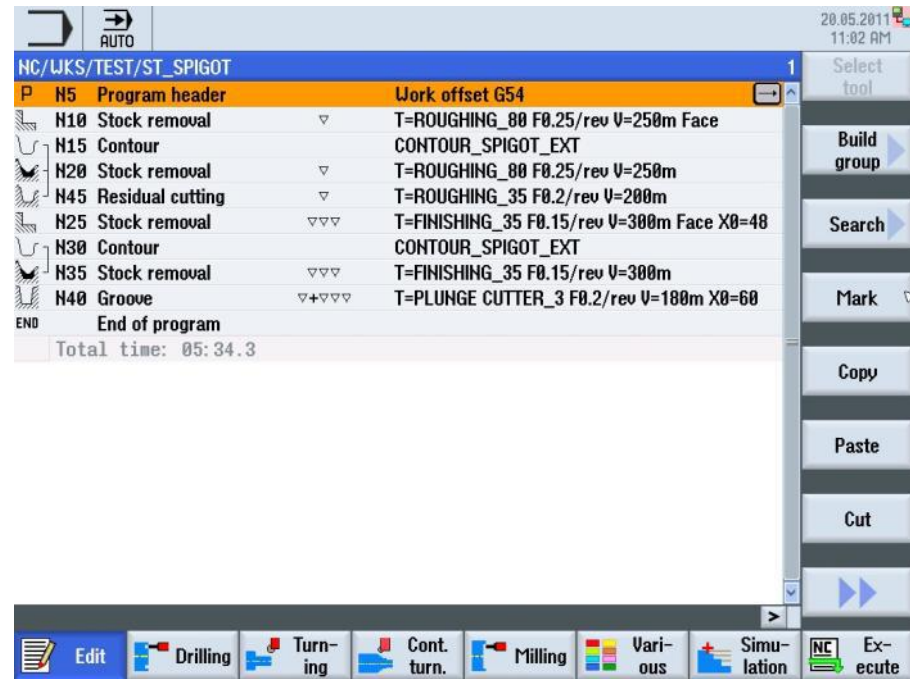 AUTO
20.05.2011
11:02 AM
NC/WKS/TEST/ST_SPIGOT 1
Select
tool
P N5 Program header Work offset G54
N10 Stock removal ▽ T=ROUGHING_80 F0.25/rev V=250m Face
N15 Contour CONTOUR_SPIGOT_EXT
N20 Stock removal ▽ T=ROUGHING_80 F0.25/rev V=250m
N45 Residual cutting ▽ T=ROUGHING_35 F0.2/rev V=200m
N25 Stock removal ▽▽▽ T=FINISHING_35 F0.15/rev V=300m Face X0=48
N30 Contour CONTOUR_SPIGOT_EXT
N35 Stock removal ▽▽▽ T=FINISHING_35 F0.15/rev V=300m
N40 Groove ▽+▽▽▽ T=PLUNGE CUTTER_3 F0.2/rev V=180m X0=60
END End of program
Total time: 05:34.3
Build
group
Search
Mark
Copy
Paste
Cut
>
Edit
Drilling
Turn-
ing
Cont.
turn.
Milling
Vari-
ous
Simu-
lation
NC
Ex-
ecute